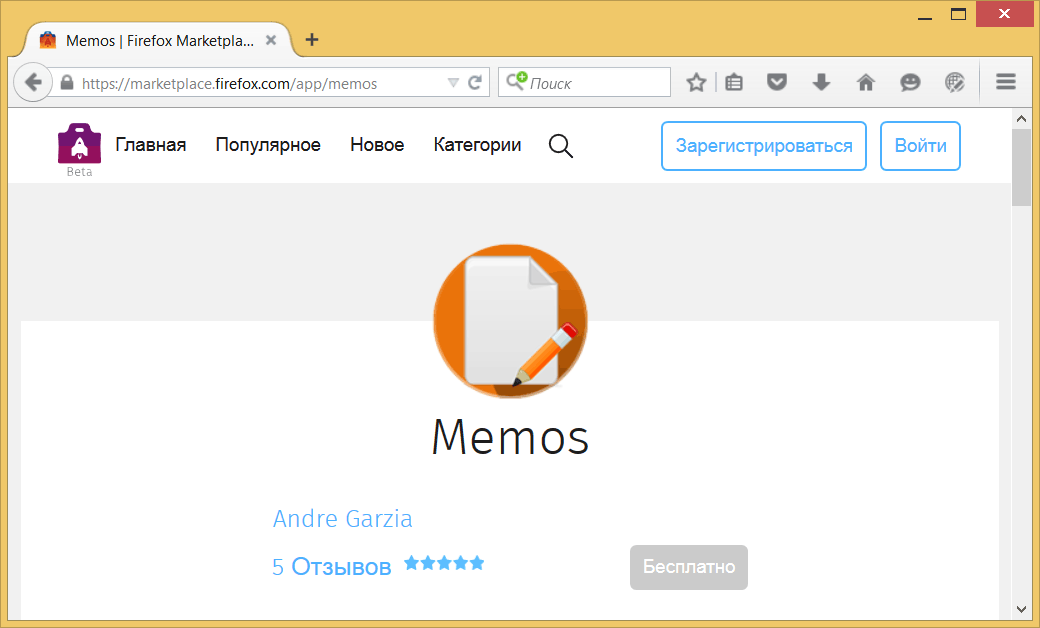 Memos | Firefox Marketpla...
https://marketplace.firefox.com/app/memos
Поиск
Beta
Главная Популярное Новое Категории
Зарегистрироваться Войти
Memos
Andre Garzia
5 Отзывов
Бесплатно